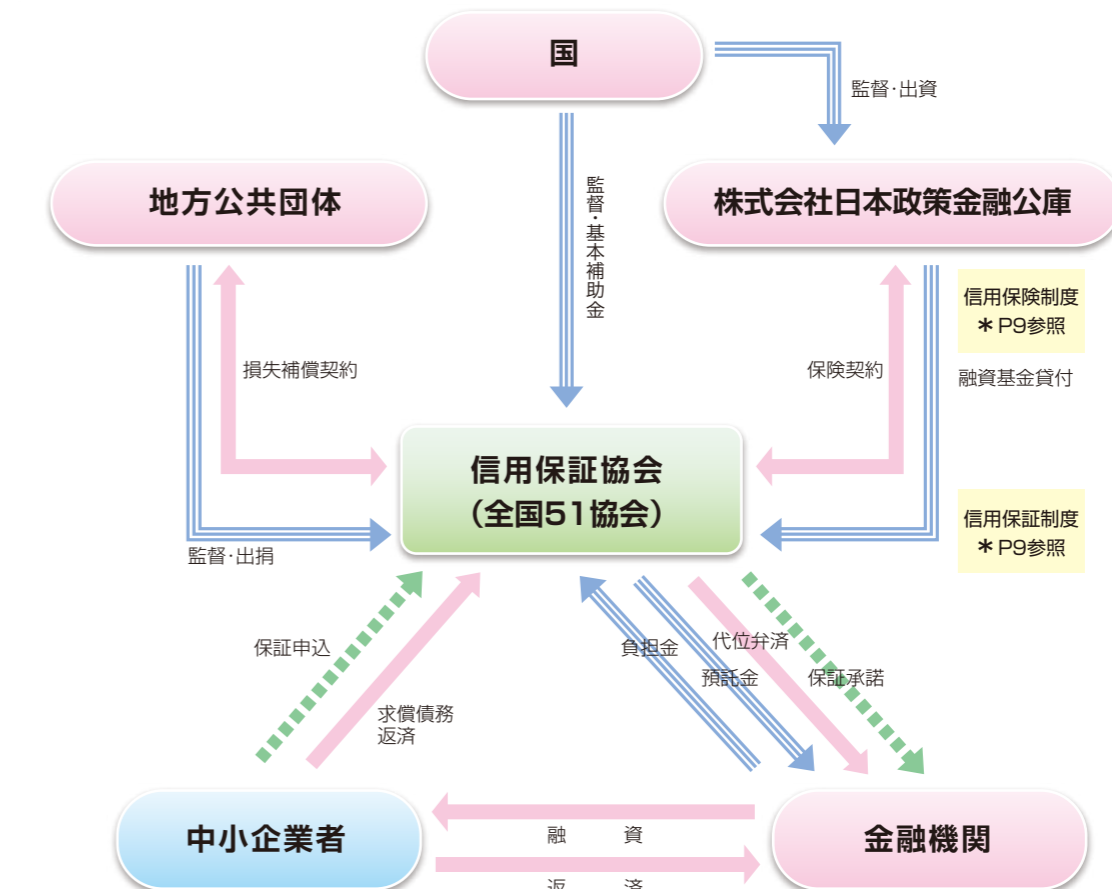 国
監督・出資
地方公共団体
株式会社日本政策金融公庫
監督・基本補助金
信用保険制度
＊P9参照
損失補償契約
保険契約
融資基金貸付
信用保証協会
（全国51協会）
信用保証制度
＊P9参照
監督・出捐
保証申込
負担金
代位弁済
預託金
保証承諾
求償債務
返済
中小企業者
融　資
金融機関
返　済